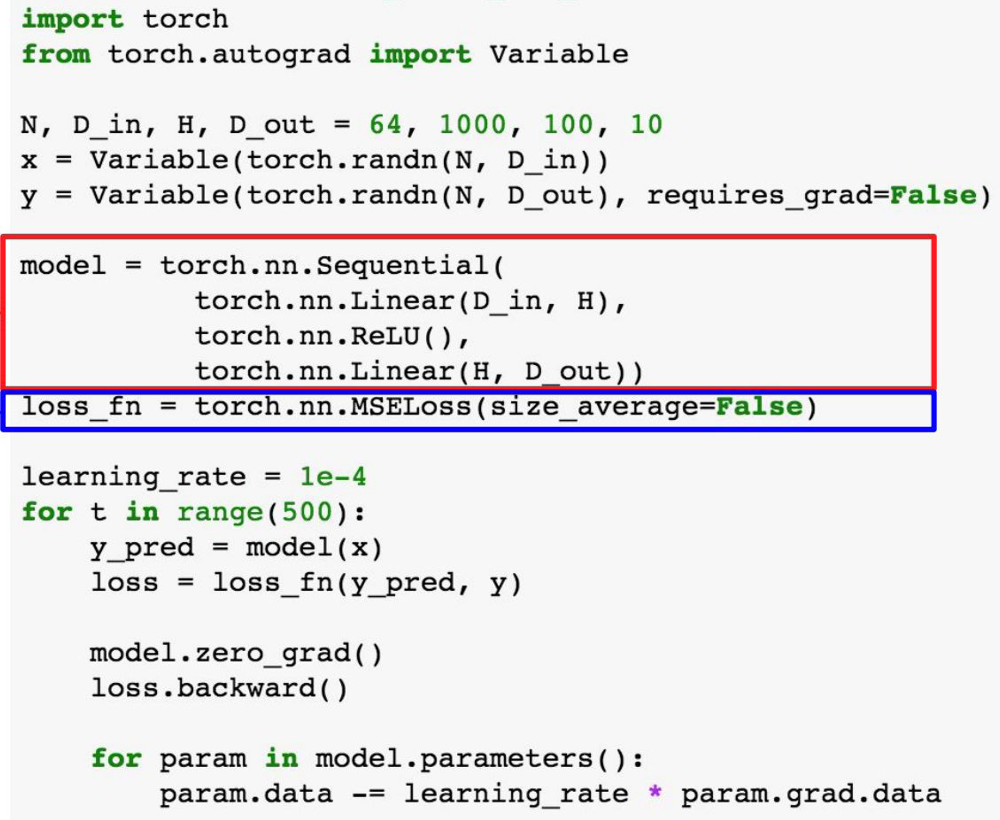 import torch
from torch.autograd import Variable
N, D_in, H, D_out = 64, 1000, 100, 10
x = Variable(torch.randn(N, D_in))
y = Variable(torch.randn(N, D_out), requires_grad=False)
model = torch.nn.Sequential(
torch.nn.Linear(D_in, H),
torch.nn.ReLU(),
torch.nn.Linear(H, D_out))
loss_fn = torch.nn.MSELoss(size_average=False)
learning_rate = 1e-4
for t in range(500):
y_pred = model(x)
loss = loss_fn(y_pred, y)
model.zero_grad()
loss.backward()
for param in model.parameters():
param.data -= learning_rate * param.grad.data